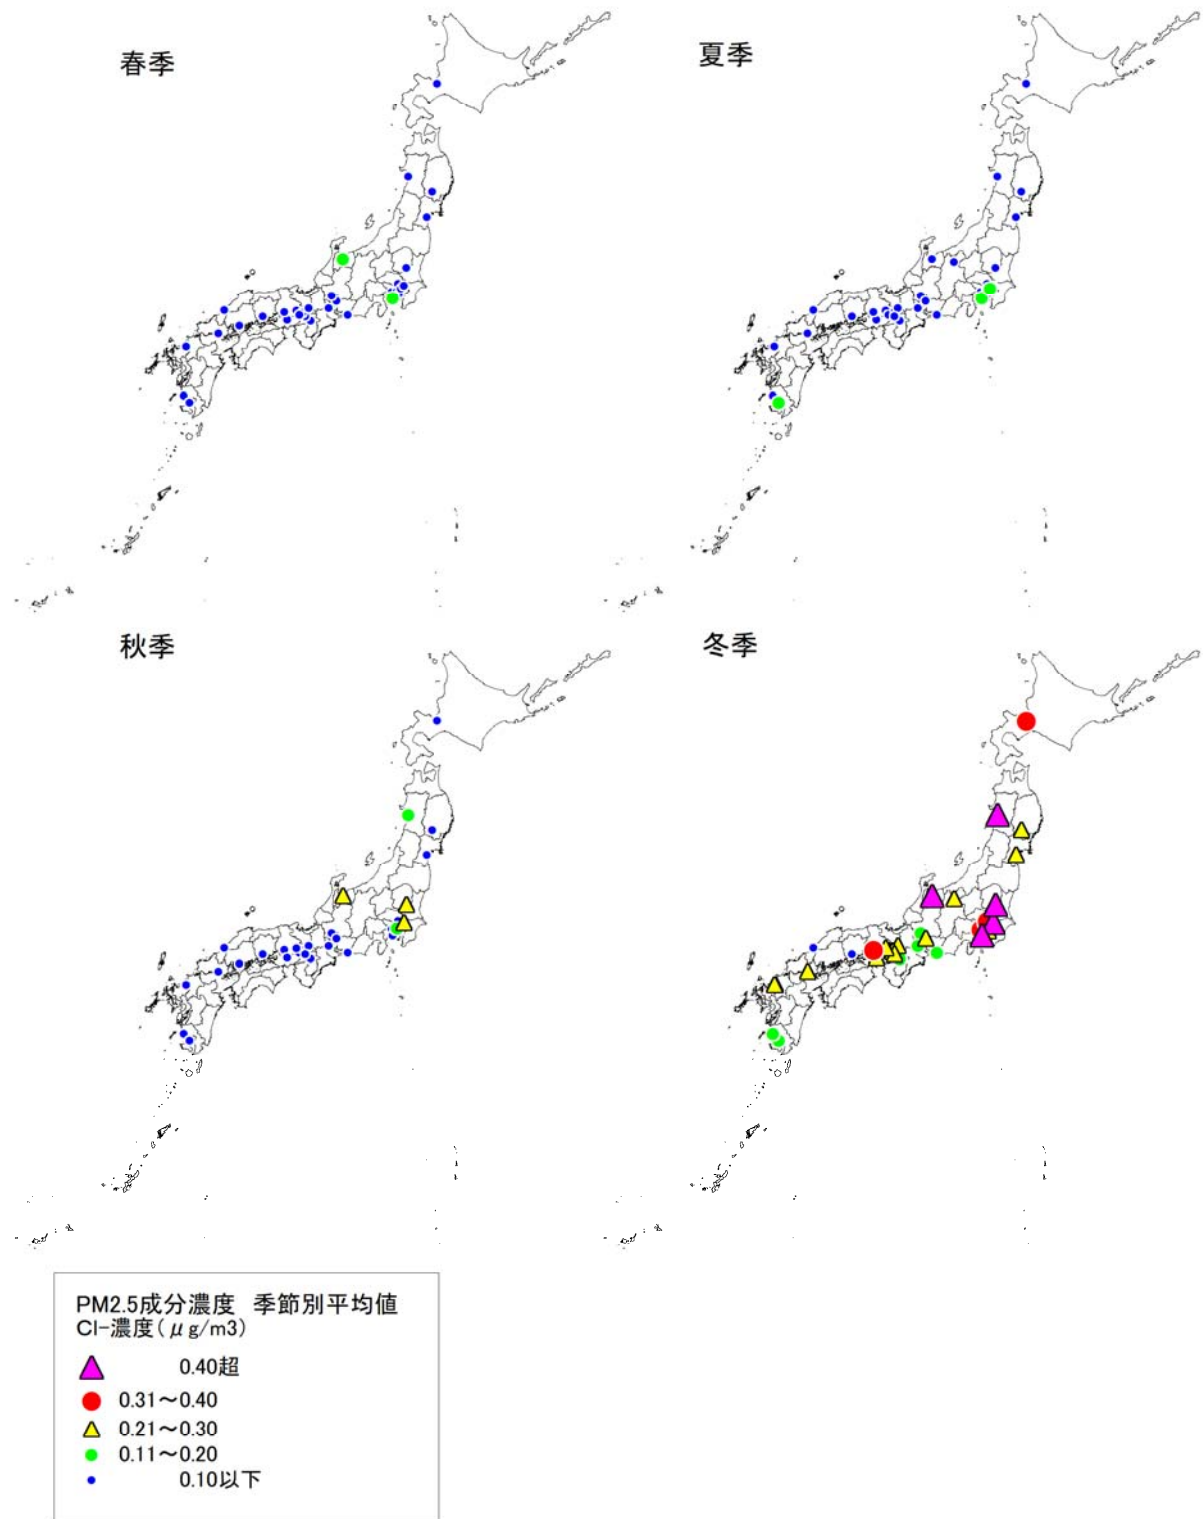 春季
夏季
秋季
冬季
PM2.5成分濃度 季節別平均値
Cl-濃度(μg/m3)
0.40超
0.31～0.40
0.21～0.30
0.11～0.20
0.10以下